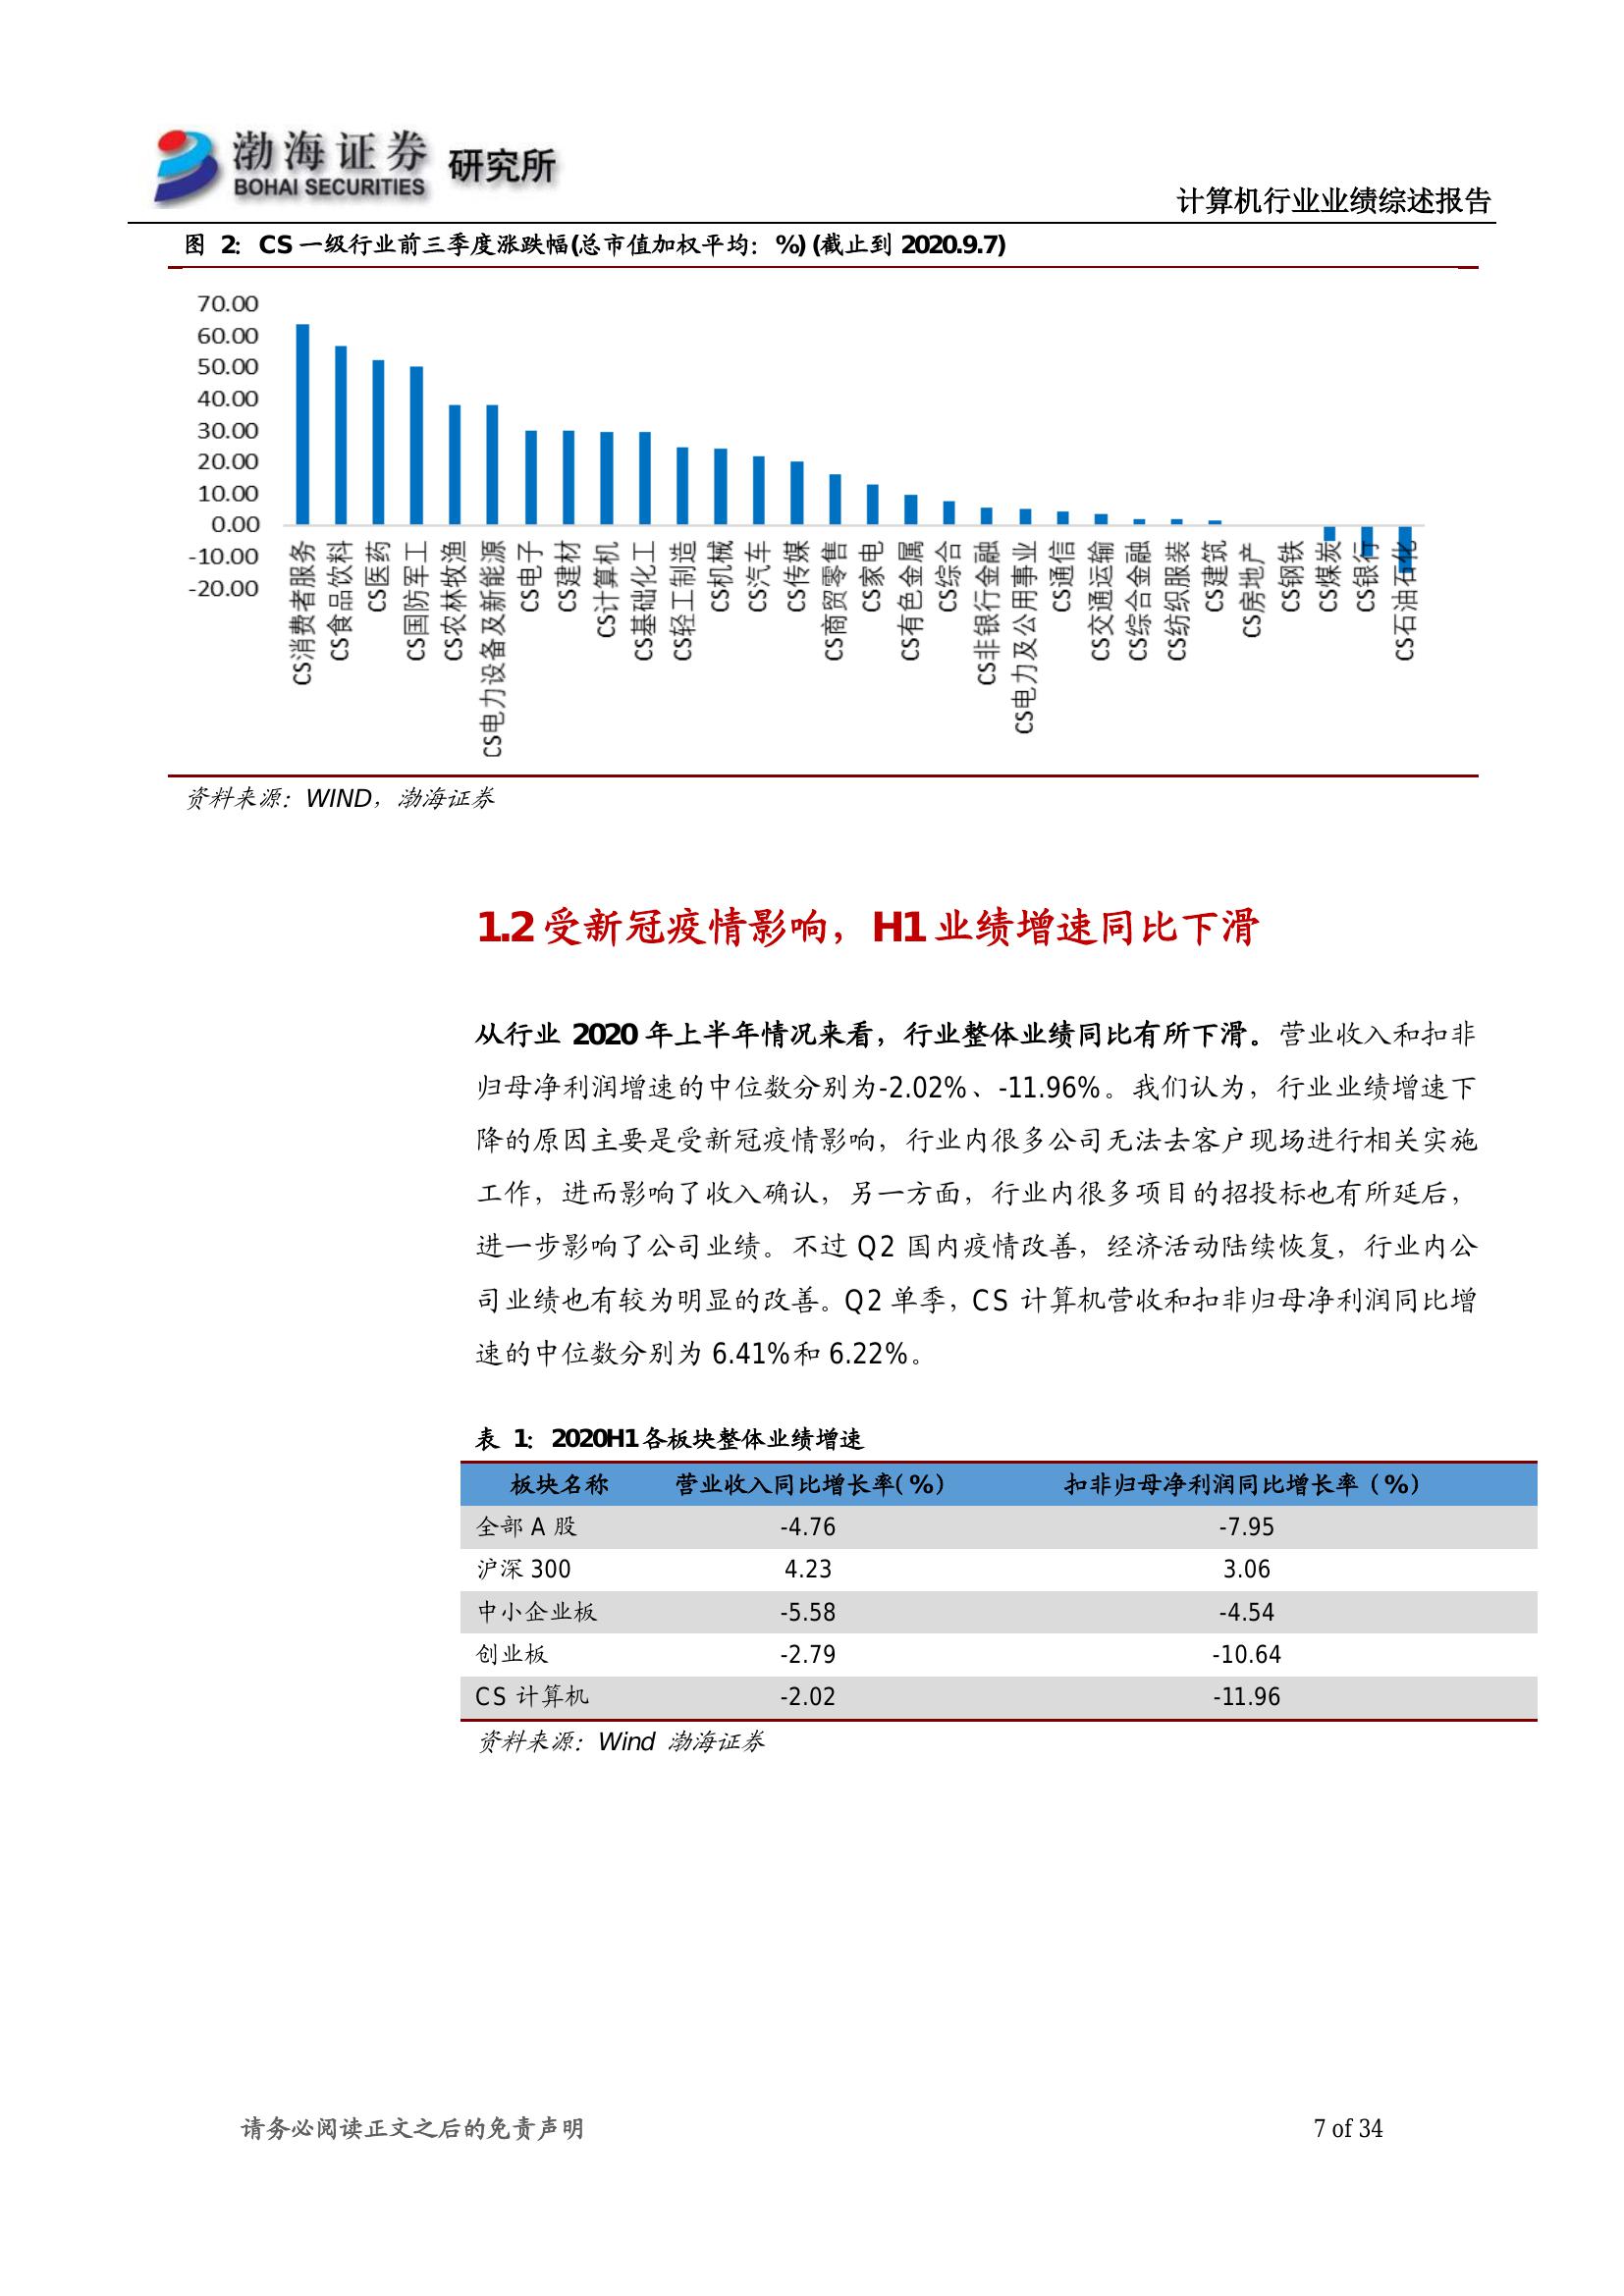 渤海证券 研究所
BOHAI SECURITIES
计算机行业业绩综述报告
图 2：CS 一级行业前三季度涨跌幅(总市值加权平均：%) (截止到 2020.9.7)
70.00
60.00
50.00
40.00
30.00
20.00
10.00
0.00
-10.00
-20.00
CS消费者服务
CS食品饮料
CS医药
CS国防军工
CS农林牧渔
CS电力设备及新能源
CS电子
CS建材
CS计算机
CS基础化工
CS轻工制造
CS机械
CS汽车
CS传媒
CS商贸零售
CS家电
CS有色金属
CS综合
CS非银行金融
CS电力及公用事业
CS通信
CS交通运输
CS综合金融
CS纺织服装
CS建筑
CS房地产
CS钢铁
CS煤炭
CS银行
CS石油石化
资料来源：WIND，渤海证券
1.2 受新冠疫情影响，H1 业绩增速同比下滑
从行业 2020 年上半年情况来看，行业整体业绩同比有所下滑。营业收入和扣非
归母净利润增速的中位数分别为-2.02%、-11.96%。我们认为，行业业绩增速下
降的原因主要是受新冠疫情影响，行业内很多公司无法去客户现场进行相关实施
工作，进而影响了收入确认，另一方面，行业内很多项目的招投标也有所延后，
进一步影响了公司业绩。不过 Q2 国内疫情改善，经济活动陆续恢复，行业内公
司业绩也有较为明显的改善。Q2 单季，CS 计算机营收和扣非归母净利润同比增
速的中位数分别为 6.41%和 6.22%。
表 1：2020H1 各板块整体业绩增速
板块名称 营业收入同比增长率(%) 扣非归母净利润同比增长率（%）
全部 A 股 -4.76 -7.95
沪深 300 4.23 3.06
中小企业板 -5.58 -4.54
创业板 -2.79 -10.64
CS 计算机 -2.02 -11.96
资料来源：Wind 渤海证券
请务必阅读正文之后的免责声明 7 of 34